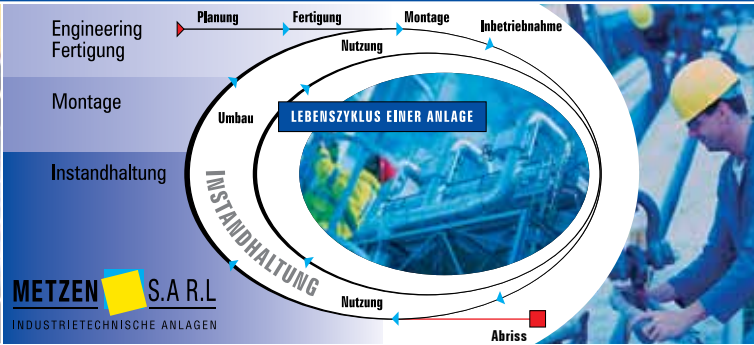 Engineering
Fertigung
Montage
Instandhaltung
Planung
Fertigung
Montage
Inbetriebnahme
Nutzung
Umbau
LEBENSZYKLUS EINER ANLAGE
INSTANDHALTUNG
Nutzung
Abriss
METZEN S.A R.L
INDUSTRIETECHNISCHE ANLAGEN